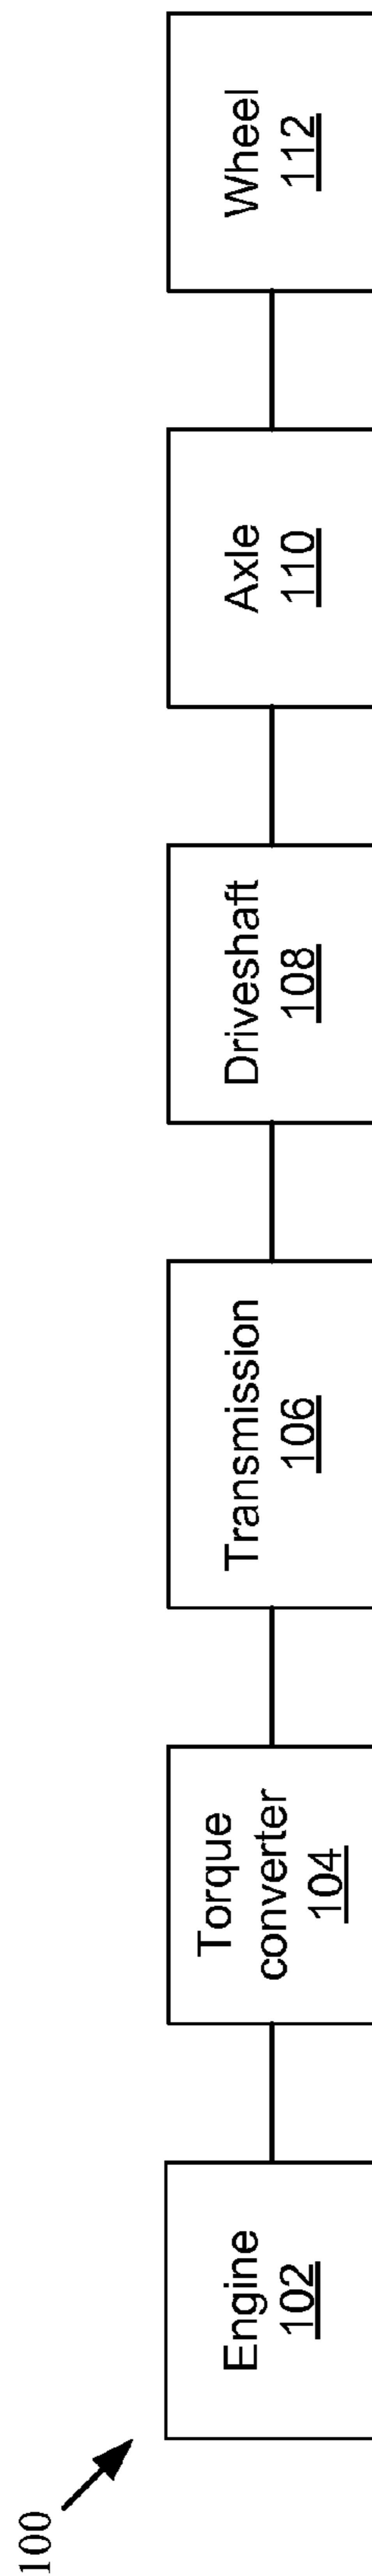 100
Engine
102
Torque
converter
104
Transmission
106
Driveshaft
108
Axle
110
Wheel
112